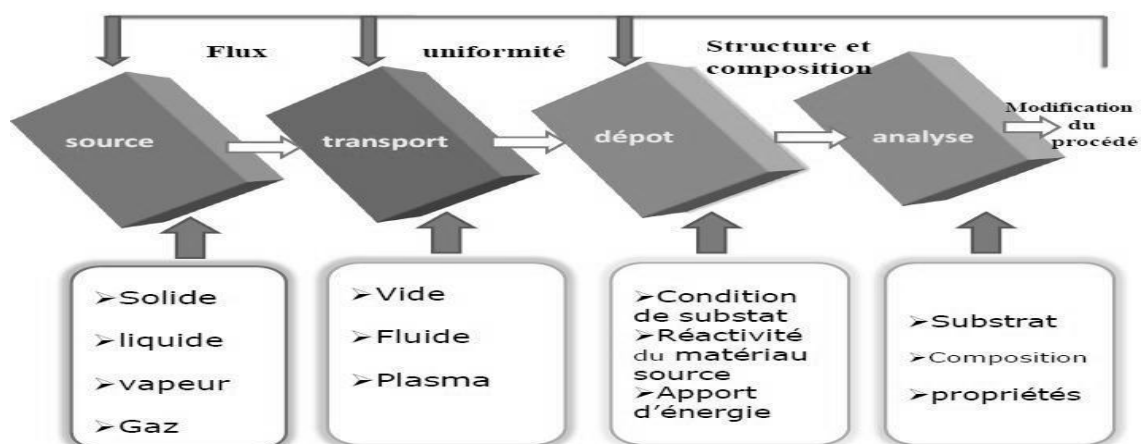 Flux
uniformité
Structure et
composition
source
transport
dépot
analyse
Modification
du
procédé
➢Solide
➢liquide
➢vapeur
➢Gaz
➢Vide
➢Fluide
➢Plasma
➢Condition
de substat
➢Réactivité
du matériau
source
➢Apport
d’énergie
➢Substrat
➢Composition
➢propriétés